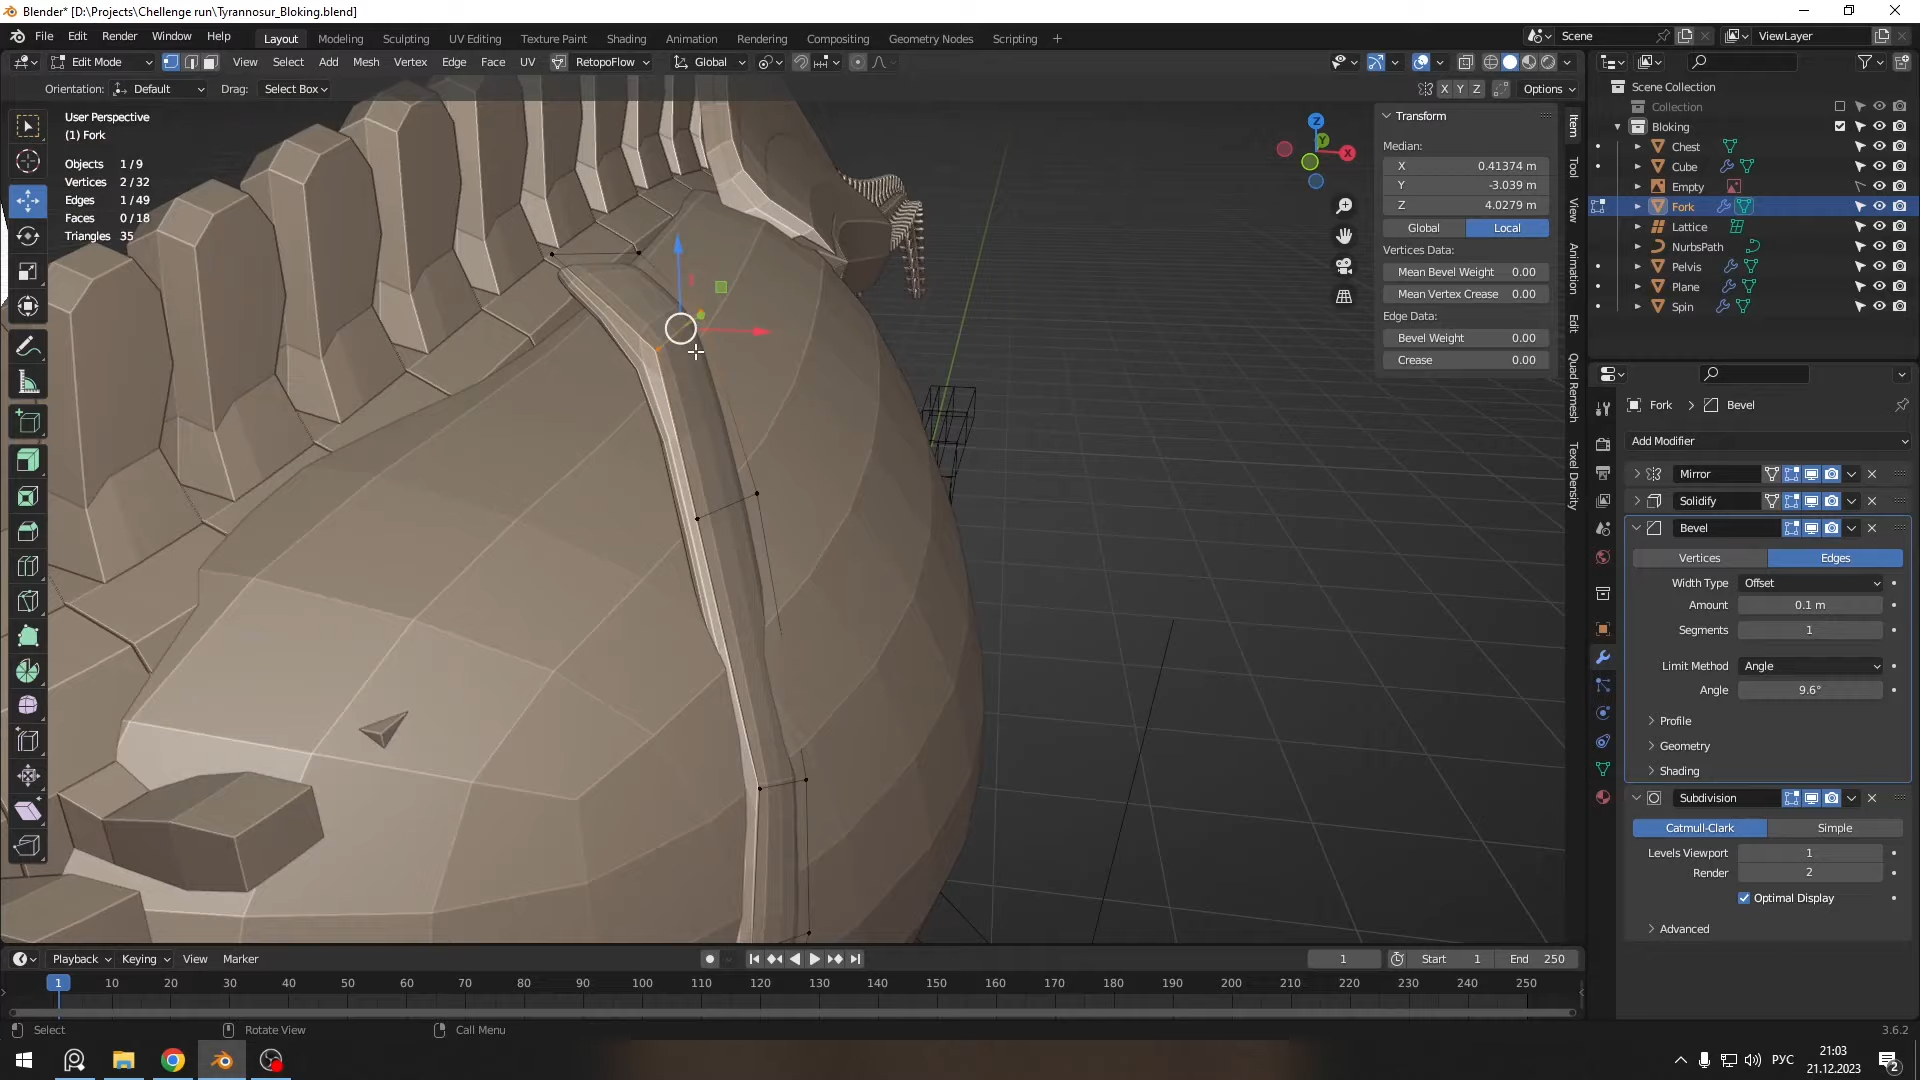 Blender* [D:\Projects\Chellenge run\Tyrannosur_Bloking.blend]
File Edit Render Window Help
Layout Modeling Sculpting UV Editing Texture Paint Shading Animation Rendering Compositing Geometry Nodes Scripting +
Scene ViewLayer
Edit Mode View Select Add Mesh Vertex Edge Face UV RetopoFlow Global
Orientation: Default Drag: Select Box X Y Z Options
User Perspective
(1) Fork
Objects 1/9
Vertices 2 / 32
Edges 1/49
Faces 0/18
Triangles 35
Z
Y
X
Transform
Median:
X 0.41374 m
Y -3.039 m
Z 4.0279 m
Global Local
Vertices Data:
Mean Bevel Weight 0.00
Mean Vertex Crease 0.00
Edge Data:
Bevel Weight 0.00
Crease 0.00
Item
Tool
View
Animation
Edit
Quad Remesh
Texel Density
Scene Collection
Collection
Bloking
Chest
Cube
Empty
Fork
Lattice
NurbsPath
Pelvis
Plane
Spin
Fork > Bevel
Add Modifier
Mirror
Solidify
Bevel
Vertices Edges
Width Type Offset
Amount 0.1 m
Segments 1
Limit Method Angle
Angle 9.6°
Profile
Geometry
Shading
Subdivision
Catmull-Clark Simple
Levels Viewport 1
Render 2
Optimal Display
Advanced
Playback Keying View Marker
1 Start 1 End 250
1 10 20 30 40 50 60 70 80 90 100 110 120 130 140 150 160 170 180 190 200 210 220 230 240 250
Select Rotate View Call Menu 3.6.2
РУС
21:03
21.12.2023
2